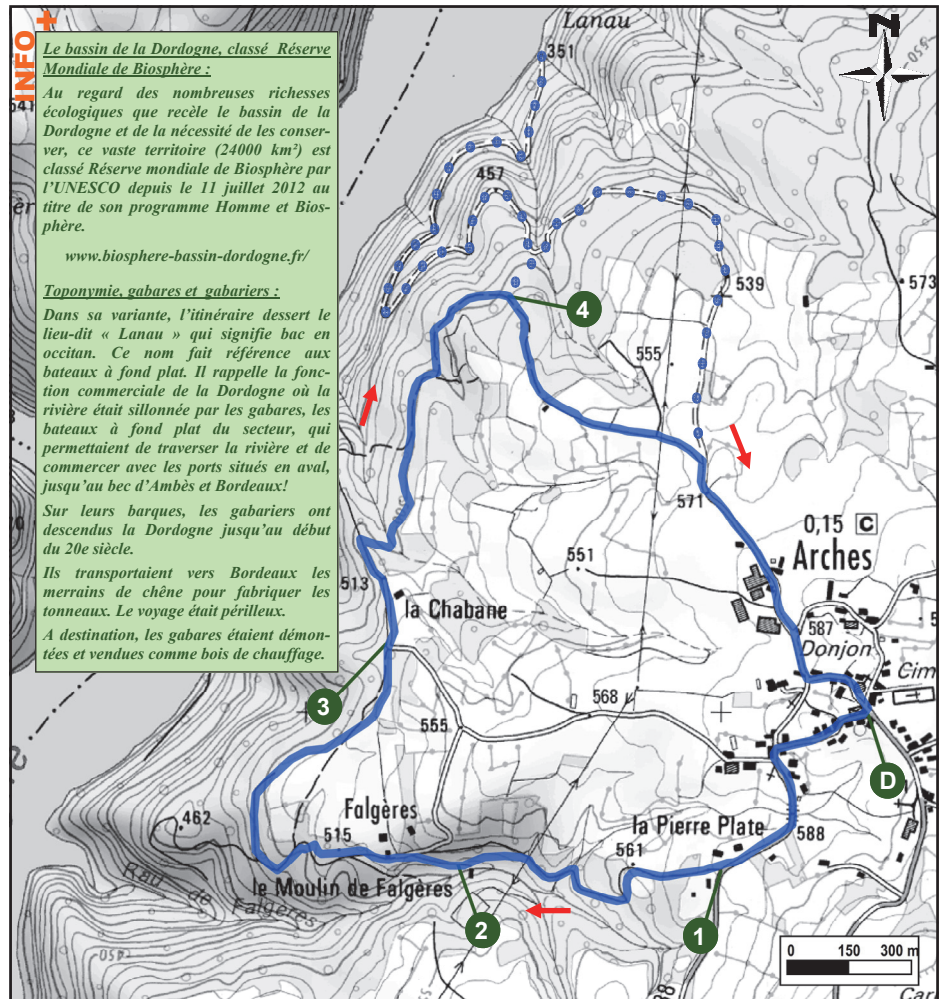 INFO +
Le bassin de la Dordogne, classé Réserve
Mondiale de Biosphère :
Au regard des nombreuses richesses
écologiques que recèle le bassin de la
Dordogne et de la nécessité de les conser-
ver, ce vaste territoire (24000 km²) est
classé Réserve mondiale de Biosphère par
l'UNESCO depuis le 11 juillet 2012 au
titre de son programme Homme et Bios-
phère.
www.biosphere-bassin-dordogne.fr/
Toponymie, gabares et gabariers :
Dans sa variante, l'itinéraire dessert le
lieu-dit « Lanau » qui signifie bac en
occitan. Ce nom fait référence aux
bateaux à fond plat. Il rappelle la fonc-
tion commerciale de la Dordogne où la
rivière était sillonnée par les gabares, les
bateaux à fond plat du secteur, qui
permettaient de traverser la rivière et de
commercer avec les ports situés en aval,
jusqu'au bec d'Ambès et Bordeaux!
Sur leurs barques, les gabariers ont
descendus la Dordogne jusqu'au début
du 20e siècle.
Ils transportaient vers Bordeaux les
merrains de chêne pour fabriquer les
tonneaux. Le voyage était périlleux.
A destination, les gabares étaient démon-
tées et vendues comme bois de chauffage.
Lanau
351
N
550
457
539
573
4
555
571
0,15 C
Arches
551
513
la Chabane
587
Donjon
Cim
568
3
555
D
Falgères
462
515
la Pierre Plate
588
561
le Moulin de Falgères
Rau de Falgères
2
1
0 150 300 m
Car